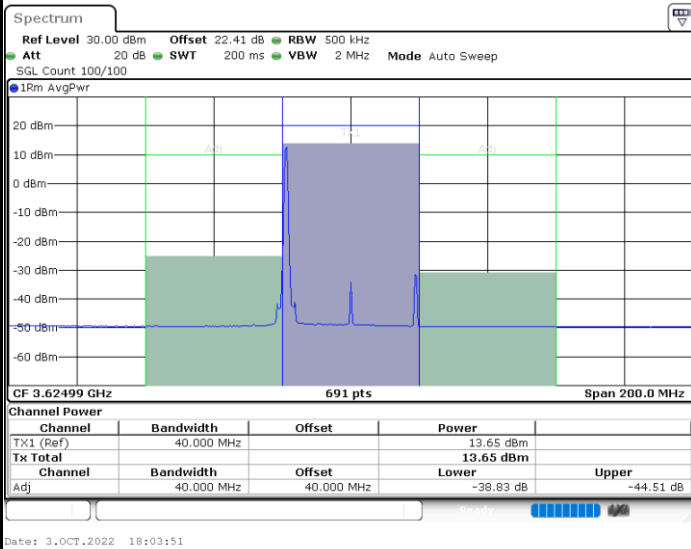 Spectrum
Ref Level 30.00 dBm Offset 22.41 dB RBW 500 kHz
Att 20 dB SWT 200 ms VBW 2 MHz Mode Auto Sweep
SGL Count 100/100
1Rm AvgPwr
20 dBm
TX1
10 dBm
Adj
Adj
0 dBm
-10 dBm
-20 dBm
-30 dBm
-40 dBm
-50 dBm
-60 dBm
CF 3.62499 GHz 691 pts Span 200.0 MHz
Channel Power
Channel Bandwidth Offset Power
TX1 (Ref) 40.000 MHz 13.65 dBm
Tx Total 13.65 dBm
Channel Bandwidth Offset Lower Upper
Adj 40.000 MHz 40.000 MHz -38.83 dB -44.51 dB
Ready
Date: 3.OCT.2022 18:03:51